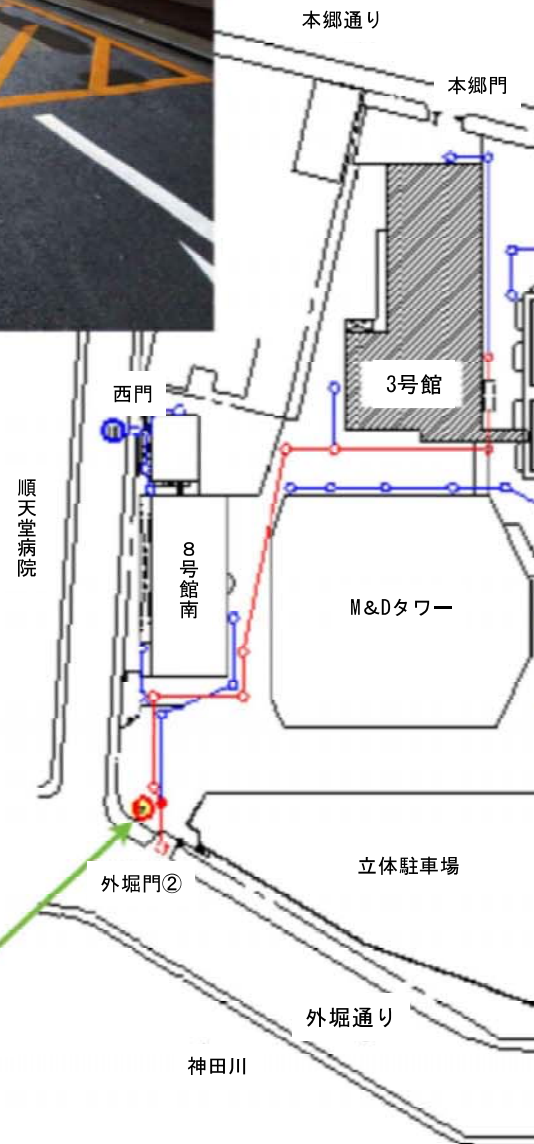 本郷通り
本郷門
3号館
西門
順天堂病院
８号館南
M&Dタワー
立体駐車場
外堀門②
外堀通り
神田川